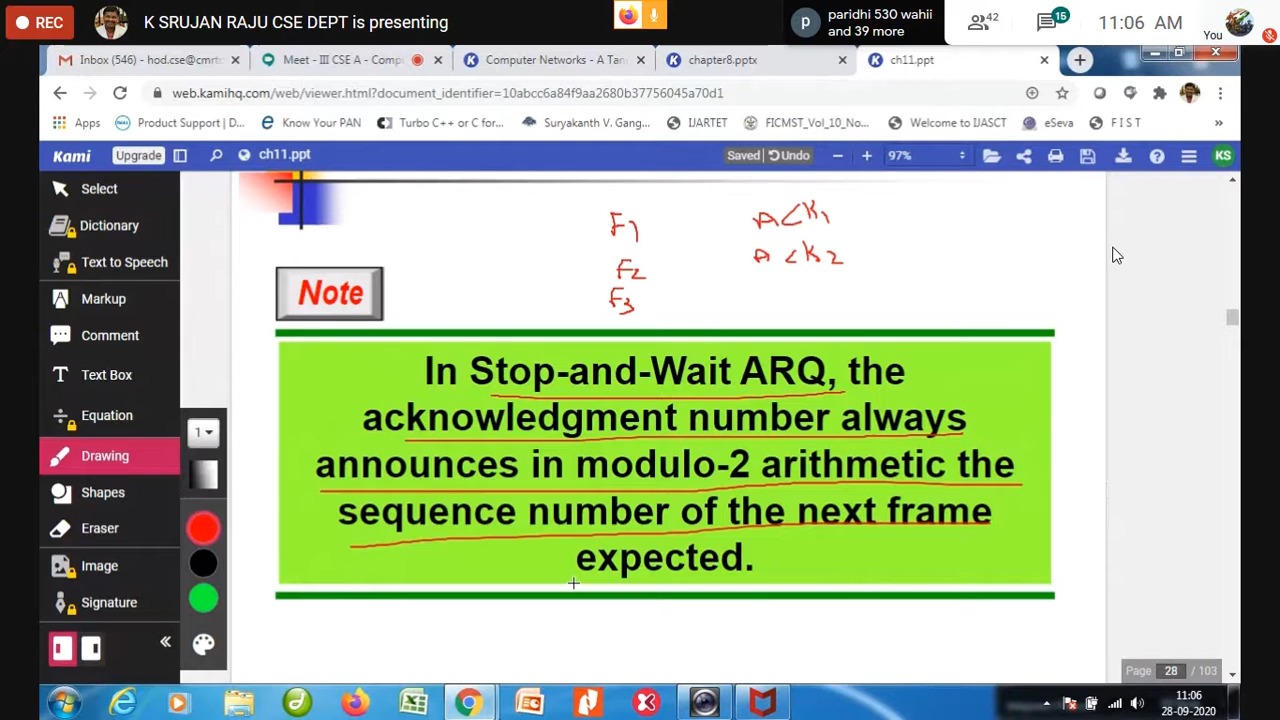 REC
K SRUJAN RAJU CSE DEPT is presenting
paridhi 530 wahii
and 39 more
42
15
11:06 AM
You
Inbox (546) - hod.cse@cmrtc
Meet - III CSE A - Comput
Computer Networks - A Tan
chapter8.pptx
ch11.ppt
web.kamihq.com/web/viewer.html?document_identifier=10abcc6a84f9aa2680b37756045a70d1
Apps
Product Support | D...
Know Your PAN
Turbo C++ or C for...
Suryakanth V. Gang...
IJARTET
FICMST_Vol_10_No...
Welcome to IJASCT
eSeva
F I S T
»
Kami
Upgrade
ch11.ppt
Saved
Undo
97%
KS
Select
Dictionary
Text to Speech
Markup
Comment
Text Box
Equation
Drawing
Shapes
Eraser
Image
Signature
1
F1 A<K1
F2 A<K2
F3
Note
In Stop-and-Wait ARQ, the
acknowledgment number always
announces in modulo-2 arithmetic the
sequence number of the next frame
expected.
Page 28 / 103
11:06
28-09-2020